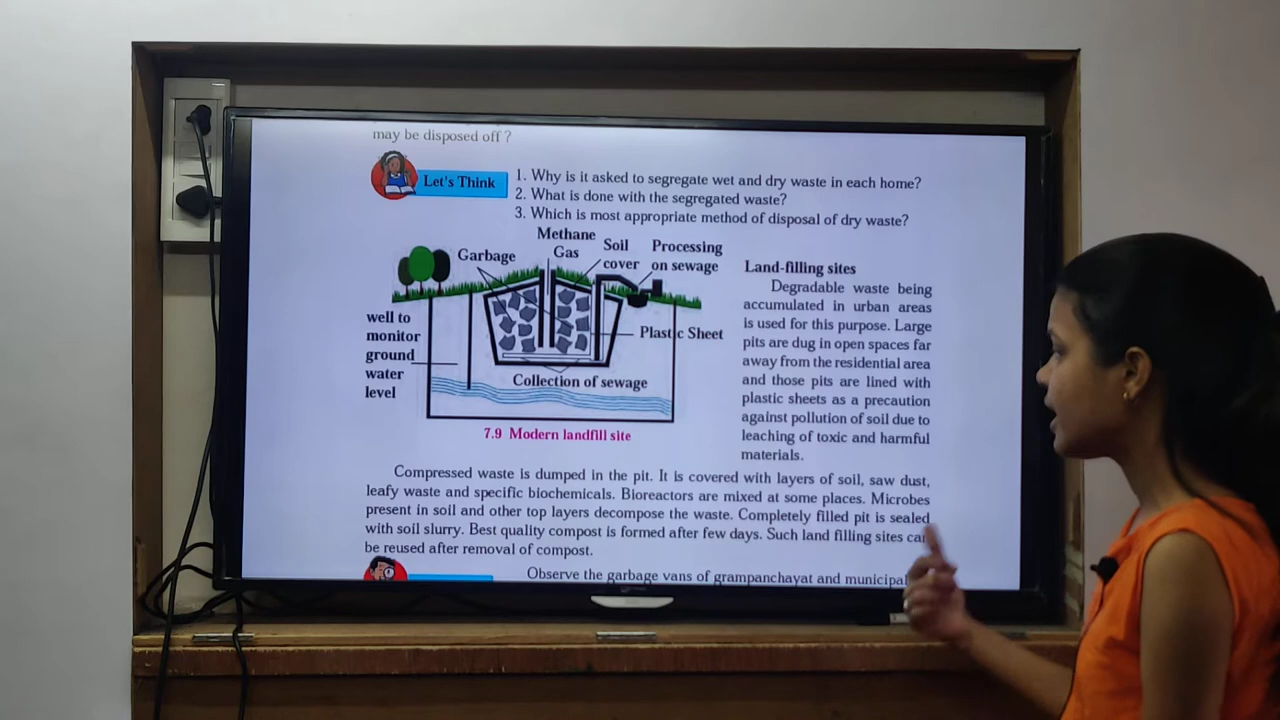 may be disposed off ?
Let's Think
1. Why is it asked to segregate wet and dry waste in each home?
2. What is done with the segregated waste?
3. Which is most appropriate method of disposal of dry waste?
Garbage
Methane
Gas
Soil
cover
Processing
on sewage
well to
monitor
ground
water
level
Plastic Sheet
Collection of sewage
7.9 Modern landfill site
Land-filling sites
Degradable waste being
accumulated in urban areas
is used for this purpose. Large
pits are dug in open spaces far
away from the residential area
and those pits are lined with
plastic sheets as a precaution
against pollution of soil due to
leaching of toxic and harmful
materials.
Compressed waste is dumped in the pit. It is covered with layers of soil, saw dust,
leafy waste and specific biochemicals. Bioreactors are mixed at some places. Microbes
present in soil and other top layers decompose the waste. Completely filled pit is sealed
with soil slurry. Best quality compost is formed after few days. Such land filling sites can
be reused after removal of compost.
Observe the garbage vans of grampanchayat and municipal